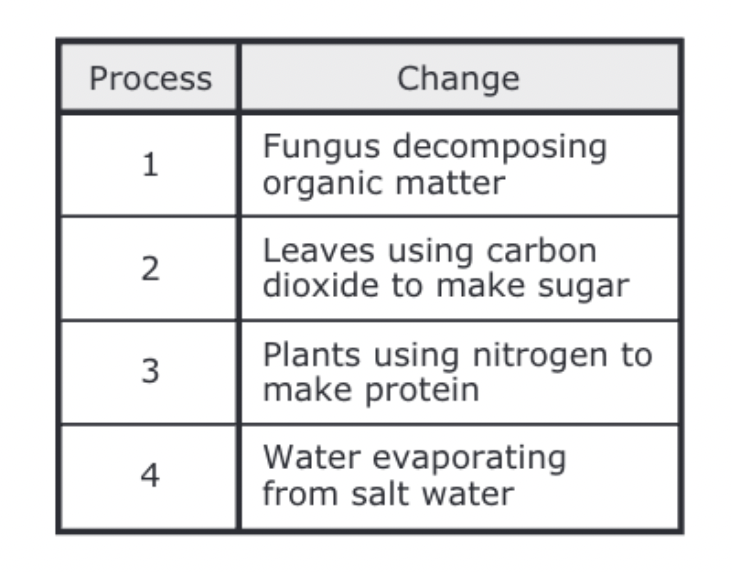 Process Change
1 Fungus decomposing
organic matter
2 Leaves using carbon
dioxide to make sugar
3 Plants using nitrogen to
make protein
4 Water evaporating
from salt water